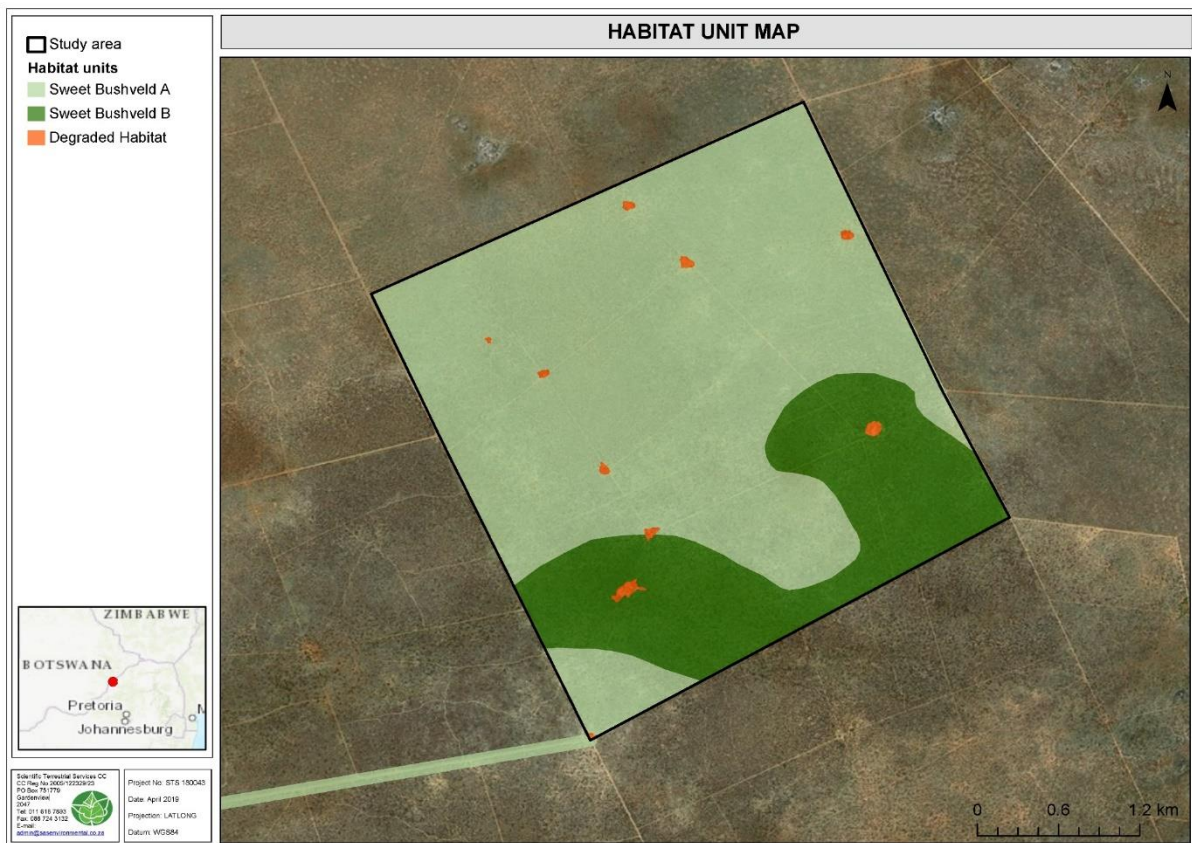 HABITAT UNIT MAP
Study area
Habitat units
Sweet Bushveld A
Sweet Bushveld B
Degraded Habitat
N
0 0.6 1.2 km
ZIMBABWE
BOTSWANA
Pretoria
Johannesburg
M
Scientific Terrestrial Services CC
PO Box 751779
Gardenview,
2047
E-mail
admin@sasenvironmental.co.za
Project No: STS 180043
Date: April 2019
Projection: LATLONG
Datum: WGS84